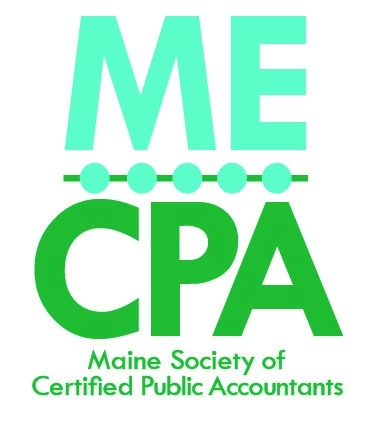 ME
CPA
Maine Society of
Certified Public Accountants